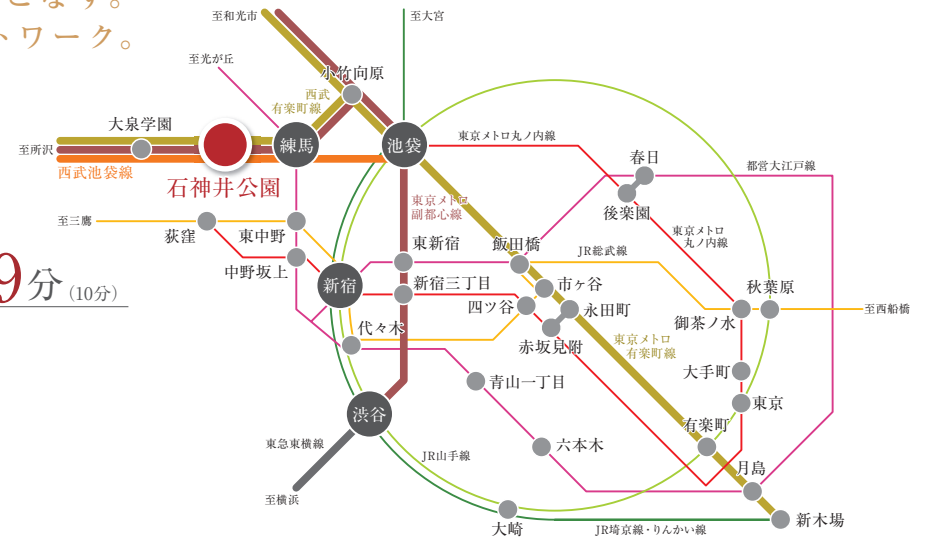 となす。
トワーク。
至和光市
至大宮
至光が丘
小竹向原
西武
有楽町線
大泉学園
練馬
池袋
東京メトロ丸ノ内線
至所沢
西武池袋線
石神井公園
春日
都営大江戸線
後楽園
東京メトロ
副都心線
東京メトロ
丸ノ内線
至三鷹
荻窪
東中野
東新宿
飯田橋
JR総武線
中野坂上
新宿
新宿三丁目
市ヶ谷
秋葉原
9分(10分)
四ツ谷
永田町
御茶ノ水
至西船橋
代々木
赤坂見附
東京メトロ
有楽町線
青山一丁目
大手町
東京
渋谷
有楽町
東急東横線
JR山手線
六本木
月島
至横浜
大崎
JR埼京線・りんかい線
新木場